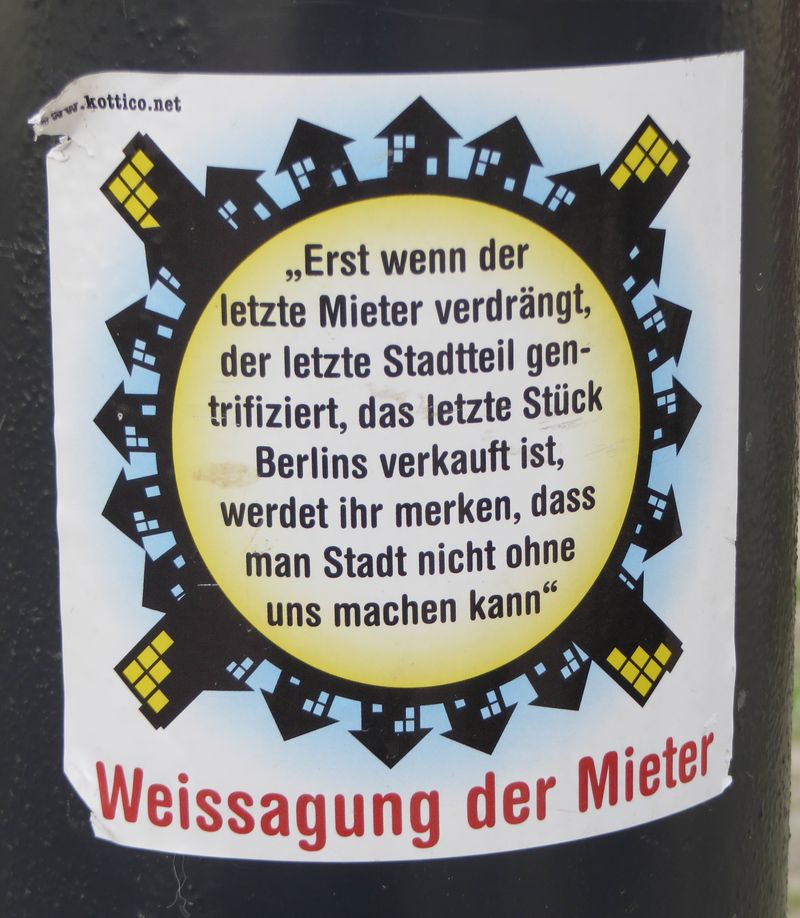 www.kottico.net
„Erst wenn der
letzte Mieter verdrängt,
der letzte Stadtteil gen-
trifiziert, das letzte Stück
Berlins verkauft ist,
werdet ihr merken, dass
man Stadt nicht ohne
uns machen kann“
Weissagung der Mieter